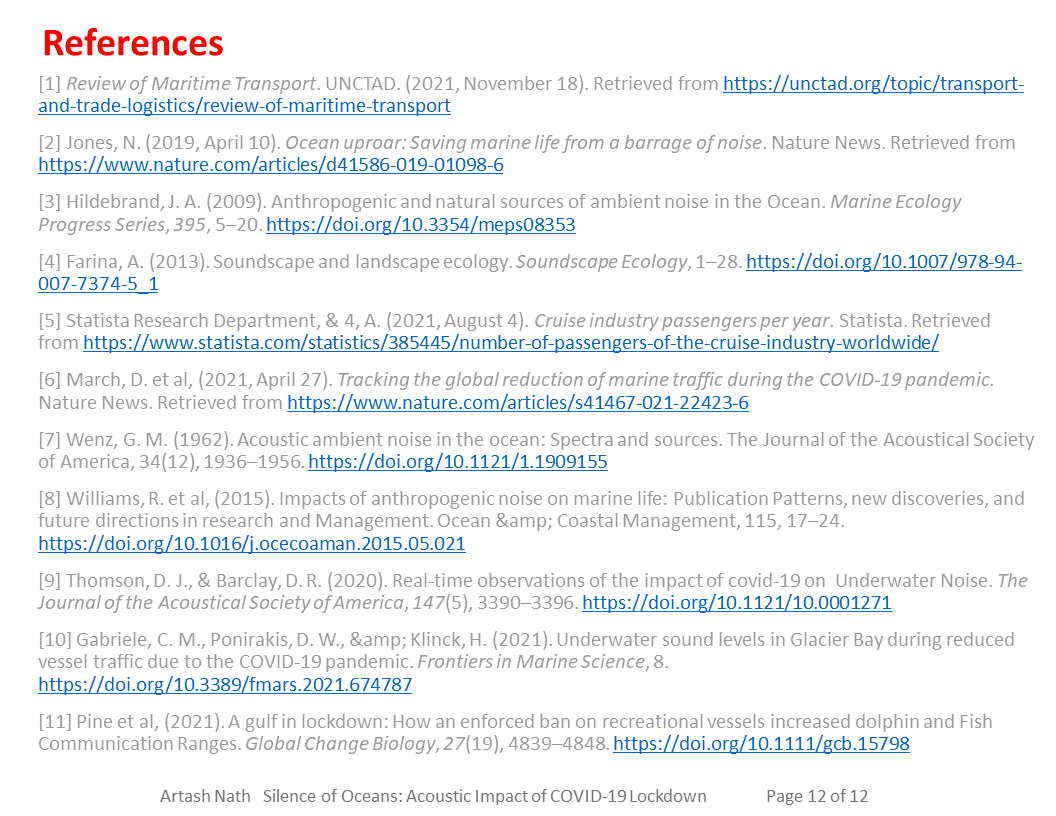 References
[1] Review of Maritime Transport. UNCTAD. (2021, November 18). Retrieved from https://unctad.org/topic/transport-
and-trade-logistics/review-of-maritime-transport
[2] Jones, N. (2019, April 10). Ocean uproar: Saving marine life from a barrage of noise. Nature News. Retrieved from
https://www.nature.com/articles/d41586-019-01098-6
[3] Hildebrand, J. A. (2009). Anthropogenic and natural sources of ambient noise in the Ocean. Marine Ecology
Progress Series, 395, 5–20. https://doi.org/10.3354/meps08353
[4] Farina, A. (2013). Soundscape and landscape ecology. Soundscape Ecology, 1–28. https://doi.org/10.1007/978-94-
007-7374-5_1
[5] Statista Research Department, & 4, A. (2021, August 4). Cruise industry passengers per year. Statista. Retrieved
from https://www.statista.com/statistics/385445/number-of-passengers-of-the-cruise-industry-worldwide/
[6] March, D. et al, (2021, April 27). Tracking the global reduction of marine traffic during the COVID-19 pandemic.
Nature News. Retrieved from https://www.nature.com/articles/s41467-021-22423-6
[7] Wenz, G. M. (1962). Acoustic ambient noise in the ocean: Spectra and sources. The Journal of the Acoustical Society
of America, 34(12), 1936–1956. https://doi.org/10.1121/1.1909155
[8] Williams, R. et al, (2015). Impacts of anthropogenic noise on marine life: Publication Patterns, new discoveries, and
future directions in research and Management. Ocean &amp; Coastal Management, 115, 17–24.
https://doi.org/10.1016/j.ocecoaman.2015.05.021
[9] Thomson, D. J., & Barclay, D. R. (2020). Real-time observations of the impact of covid-19 on Underwater Noise. The
Journal of the Acoustical Society of America, 147(5), 3390–3396. https://doi.org/10.1121/10.0001271
[10] Gabriele, C. M., Ponirakis, D. W., &amp; Klinck, H. (2021). Underwater sound levels in Glacier Bay during reduced
vessel traffic due to the COVID-19 pandemic. Frontiers in Marine Science, 8.
https://doi.org/10.3389/fmars.2021.674787
[11] Pine et al, (2021). A gulf in lockdown: How an enforced ban on recreational vessels increased dolphin and Fish
Communication Ranges. Global Change Biology, 27(19), 4839–4848. https://doi.org/10.1111/gcb.15798
Artash Nath Silence of Oceans: Acoustic Impact of COVID-19 Lockdown Page 12 of 12